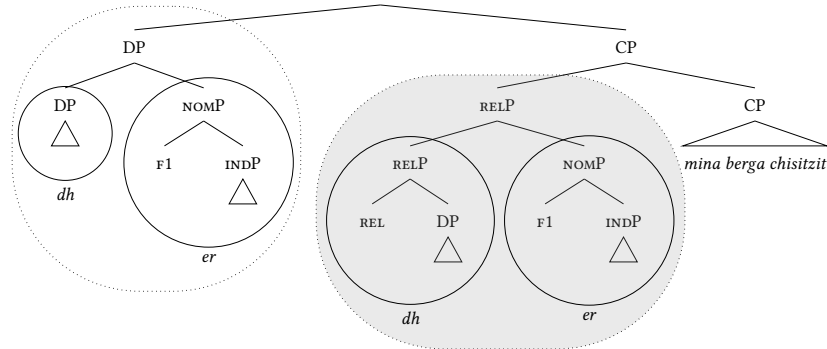 DP CP
DP NOMP RELP CP
F1 INDP RELP NOMP mina berga chisitzit
dh REL DP F1 INDP
er
dh er